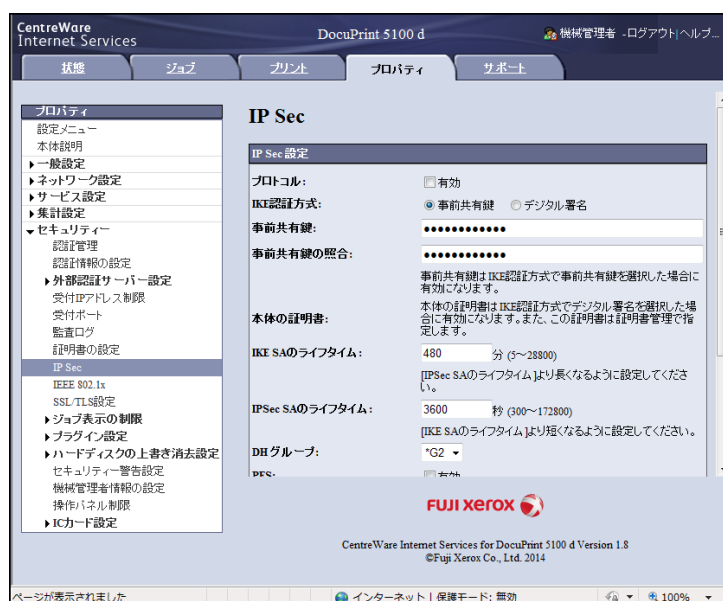 CentreWare
Internet Services
DocuPrint 5100 d
機械管理者 -ログアウト|ヘルプ...
状態
ジョブ
プリント
プロパティ
サポート
プロパティ
設定メニュー
本体説明
一般設定
ネットワーク設定
サービス設定
集計設定
セキュリティー
認証管理
認証情報の設定
外部認証サーバー設定
受付IPアドレス制限
受付ポート
監査ログ
証明書の設定
IP Sec
IEEE 802.1x
SSL/TLS設定
ジョブ表示の制限
プラグイン設定
ハードディスクの上書き消去設定
セキュリティー警告設定
機械管理者情報の設定
操作パネル制限
ICカード設定
IP Sec
IP Sec 設定
プロトコル:
有効
IKE認証方式:
事前共有鍵
デジタル署名
事前共有鍵:
●●●●●●●●●●●●
事前共有鍵の照合:
●●●●●●●●●●●●
事前共有鍵はIKE認証方式で事前共有鍵を選択した場合に
有効になります。
本体の証明書:
本体の証明書はIKE認証方式でデジタル署名を選択した場
合に有効になります。また、この証明書は証明書管理で指
定します。
IKE SAのライフタイム:
480 分 (5～28800)
[IPSec SAのライフタイム]より長くなるように設定してくださ
い。
IPSec SAのライフタイム:
3600 秒 (300～172800)
[IKE SAのライフタイム]より短くなるように設定してください。
DHグループ:
*G2
PFS:
有効
FUJI xerox
CentreWare Internet Services for DocuPrint 5100 d Version 1.8
©Fuji Xerox Co., Ltd. 2014
ページが表示されました
インターネット | 保護モード: 無効
100%